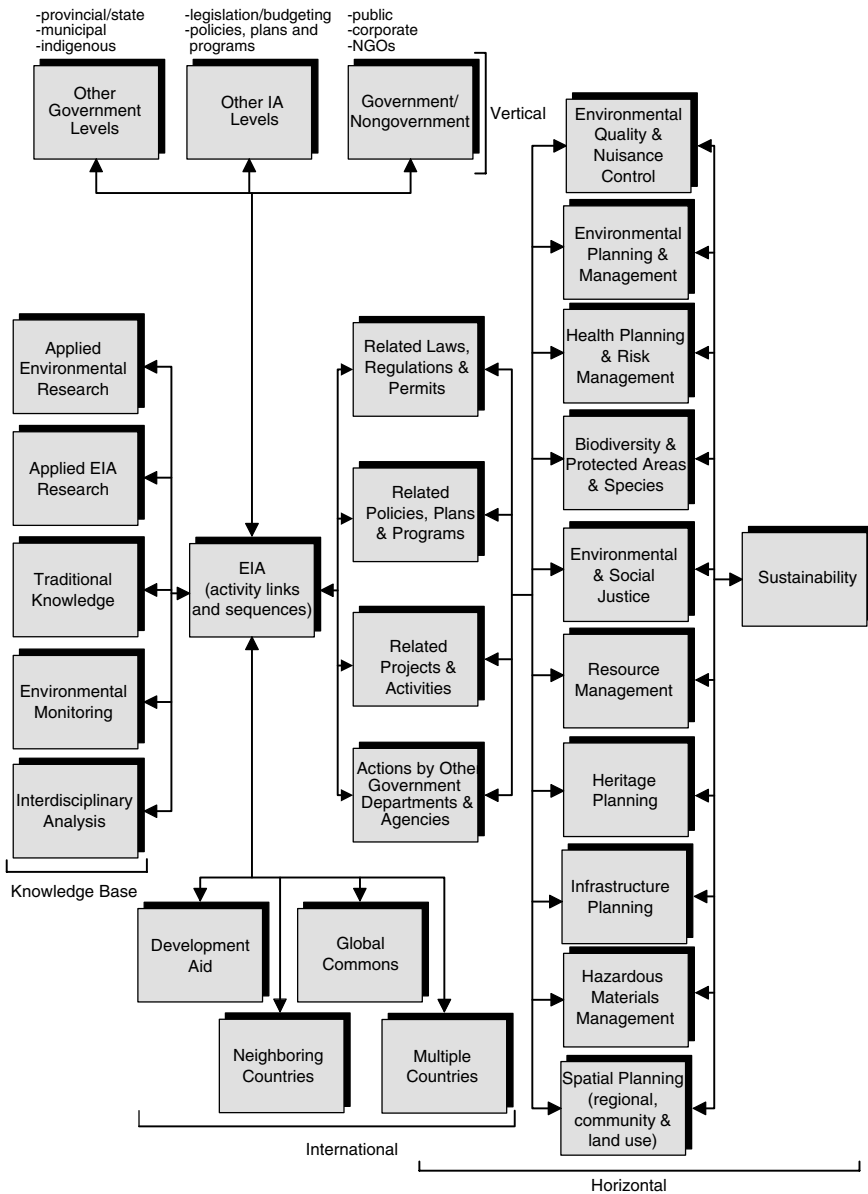 -provincial/state
-municipal
-indigenous
-legislation/budgeting
-policies, plans and
programs
-public
-corporate
-NGOs
Other
Government
Levels
Other IA
Levels
Government/
Nongovernment
Vertical
Environmental
Quality &
Nuisance
Control
Environmental
Planning &
Management
Health Planning
& Risk
Management
Biodiversity &
Protected Areas
& Species
Environmental
& Social
Justice
Resource
Management
Heritage
Planning
Infrastructure
Planning
Hazardous
Materials
Management
Spatial Planning
(regional,
community &
land use)
Sustainability
Applied
Environmental
Research
Applied EIA
Research
Traditional
Knowledge
Environmental
Monitoring
Interdisciplinary
Analysis
Knowledge Base
EIA
(activity links
and sequences)
Related Laws,
Regulations &
Permits
Related
Policies, Plans
& Programs
Related
Projects &
Activities
Actions by Other
Government
Departments &
Agencies
Development
Aid
Global
Commons
Neighboring
Countries
Multiple
Countries
International
Horizontal